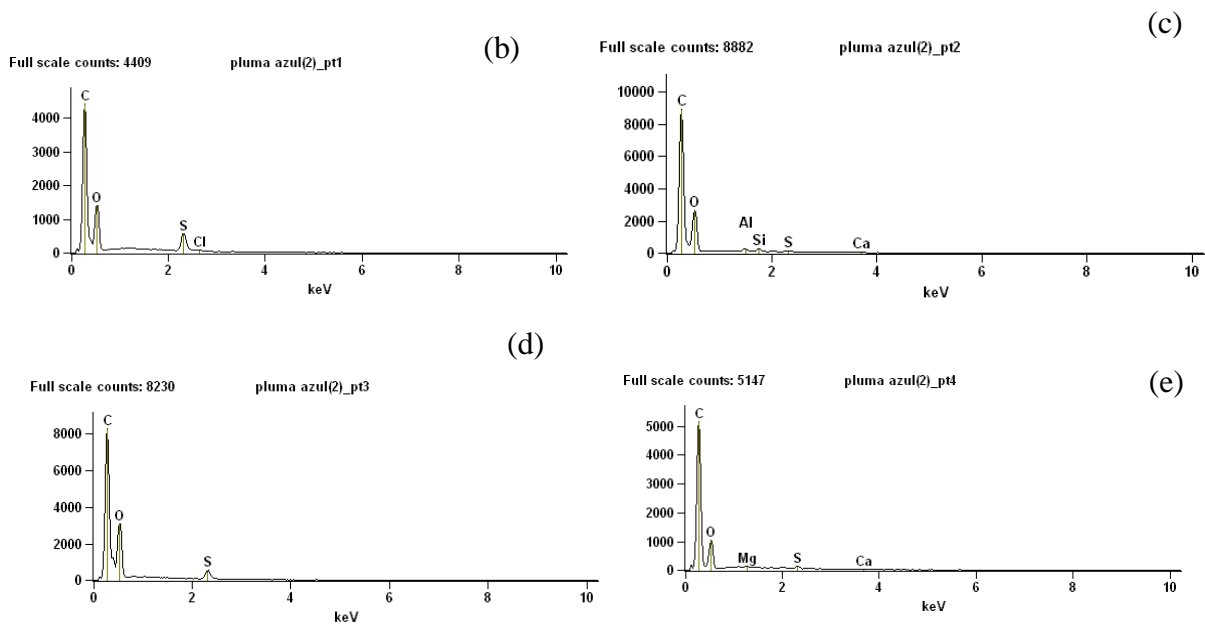 (b)
Full scale counts: 4409 pluma azul(2)_pt1
C
4000
3000
2000
O
1000
S
Cl
0
0 2 4 6 8 10
keV
(c)
Full scale counts: 8882 pluma azul(2)_pt2
10000
C
8000
6000
4000
O
2000
Al
Si S Ca
0
0 2 4 6 8 10
keV
(d)
Full scale counts: 8230 pluma azul(2)_pt3
C
8000
6000
4000
O
2000
S
0
0 2 4 6 8 10
keV
(e)
Full scale counts: 5147 pluma azul(2)_pt4
C
5000
4000
3000
2000
O
1000
Mg S Ca
0
0 2 4 6 8 10
keV